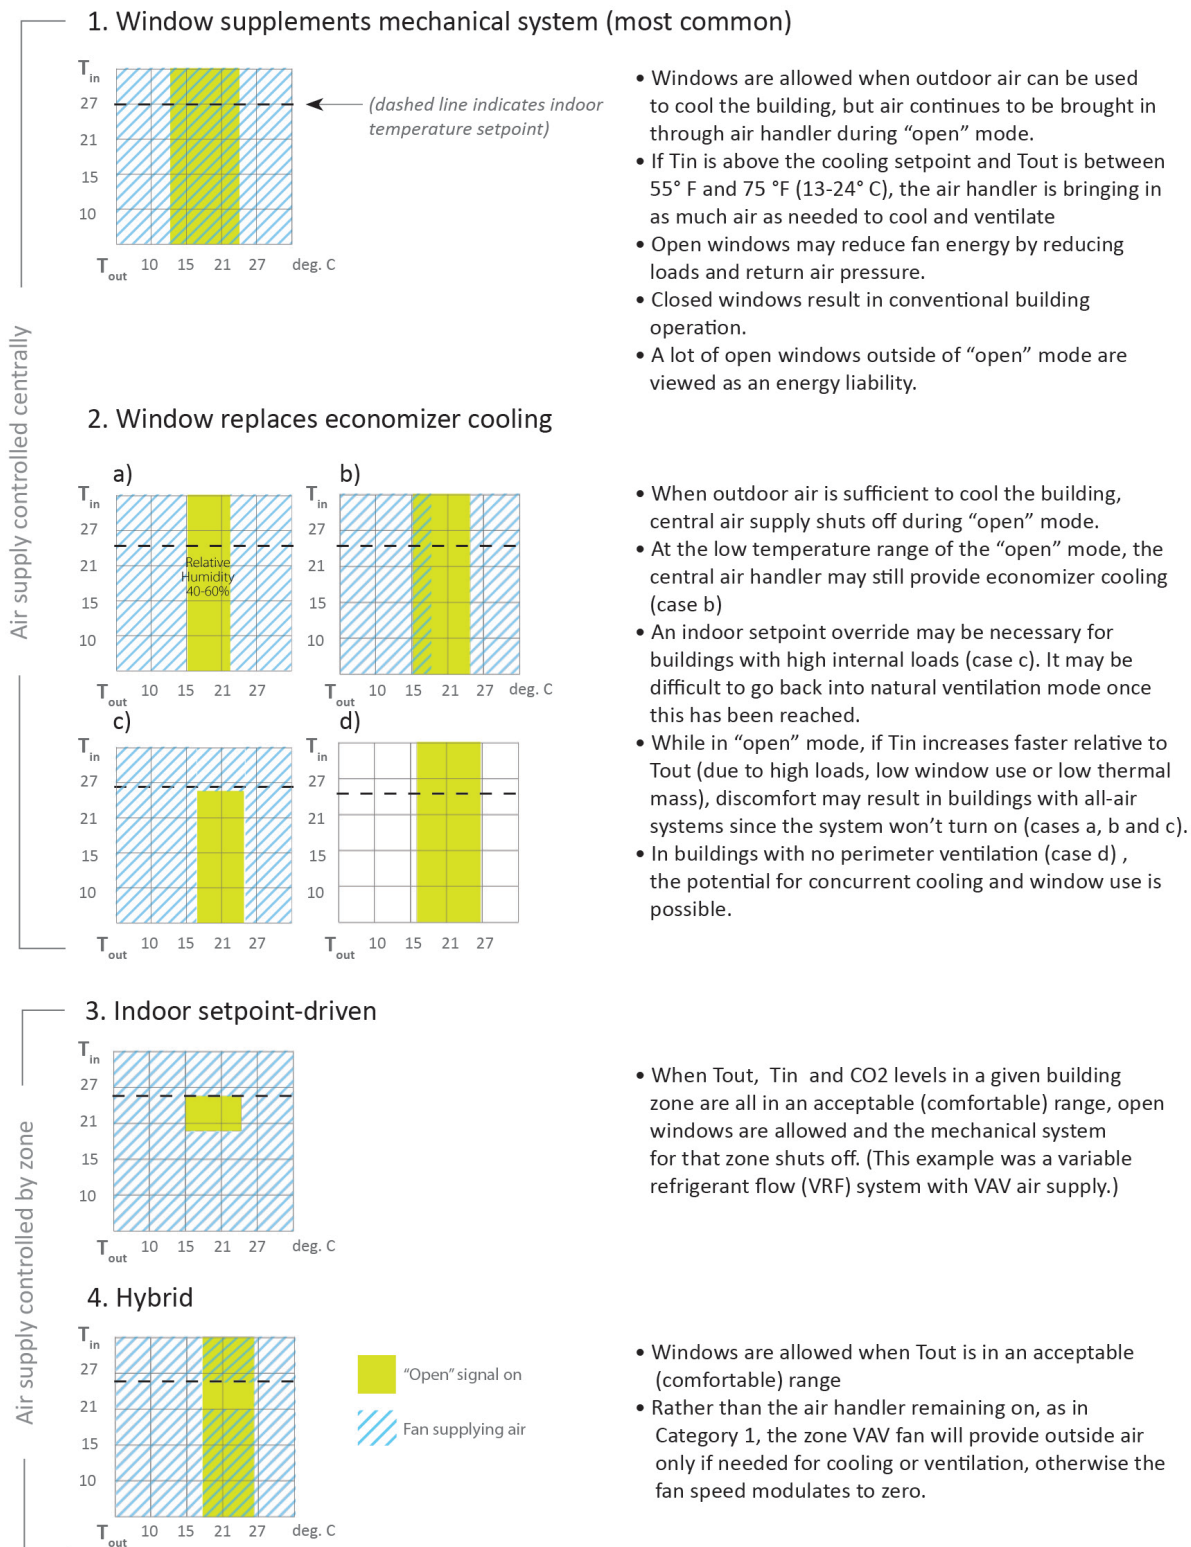 1. Window supplements mechanical system (most common)
Tin
27
21
15
10
Tout 10 15 21 27 deg. C
(dashed line indicates indoor
temperature setpoint)
• Windows are allowed when outdoor air can be used
to cool the building, but air continues to be brought in
through air handler during “open” mode.
• If Tin is above the cooling setpoint and Tout is between
55° F and 75 °F (13-24° C), the air handler is bringing in
as much air as needed to cool and ventilate
• Open windows may reduce fan energy by reducing
loads and return air pressure.
• Closed windows result in conventional building
operation.
• A lot of open windows outside of “open” mode are
viewed as an energy liability.
Air supply controlled centrally
2. Window replaces economizer cooling
a)
Tin
27
21
15
10
Relative
Humidity
40-60%
Tout 10 15 21 27
b)
Tin
27
21
15
10
Tout 10 15 21 27 deg. C
c)
Tin
27
21
15
10
Tout 10 15 21 27
d)
Tin
27
21
15
10
Tout 10 15 21 27
• When outdoor air is sufficient to cool the building,
central air supply shuts off during “open” mode.
• At the low temperature range of the “open” mode, the
central air handler may still provide economizer cooling
(case b)
• An indoor setpoint override may be necessary for
buildings with high internal loads (case c). It may be
difficult to go back into natural ventilation mode once
this has been reached.
• While in “open” mode, if Tin increases faster relative to
Tout (due to high loads, low window use or low thermal
mass), discomfort may result in buildings with all-air
systems since the system won’t turn on (cases a, b and c).
• In buildings with no perimeter ventilation (case d) ,
the potential for concurrent cooling and window use is
possible.
3. Indoor setpoint-driven
Tin
27
21
15
10
Tout 10 15 21 27 deg. C
• When Tout, Tin and CO2 levels in a given building
zone are all in an acceptable (comfortable) range, open
windows are allowed and the mechanical system
for that zone shuts off. (This example was a variable
refrigerant flow (VRF) system with VAV air supply.)
Air supply controlled by zone
4. Hybrid
Tin
27
21
15
10
Tout 10 15 21 27 deg. C
“Open” signal on
Fan supplying air
• Windows are allowed when Tout is in an acceptable
(comfortable) range
• Rather than the air handler remaining on, as in
Category 1, the zone VAV fan will provide outside air
only if needed for cooling or ventilation, otherwise the
fan speed modulates to zero.